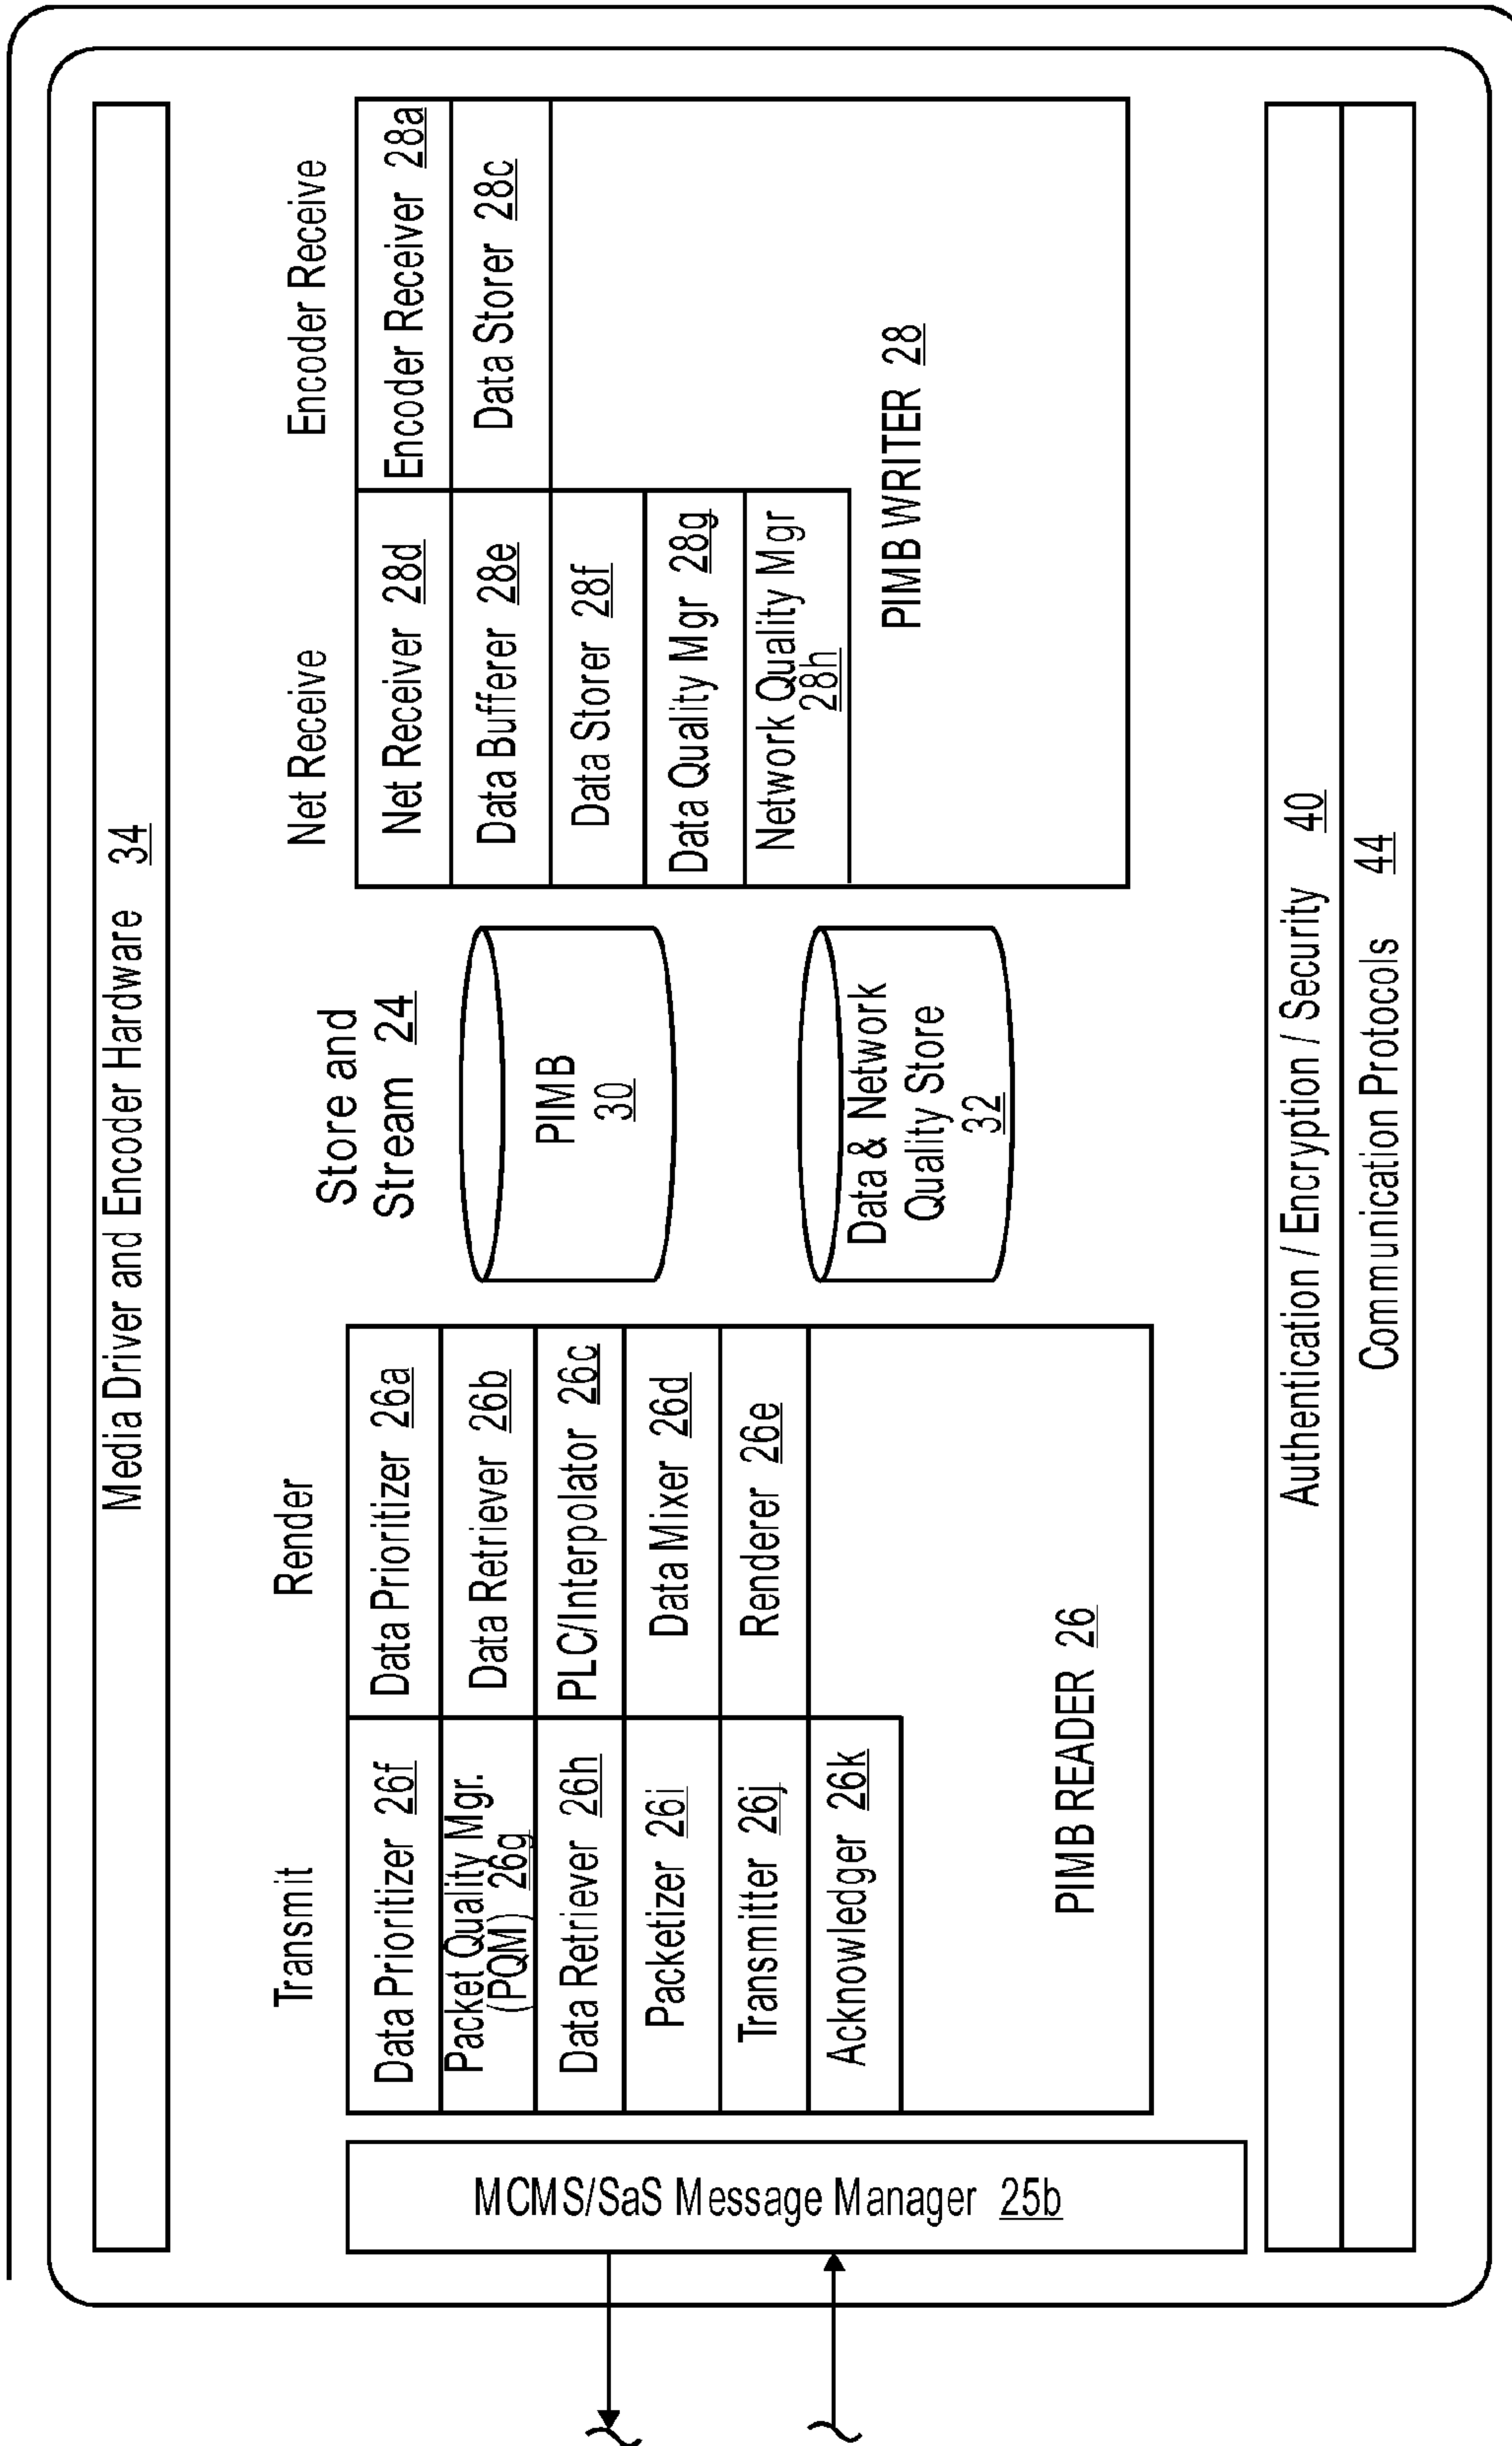 Media Driver and Encoder Hardware 34
Store and
Stream 24
Transmit
Render
Net Receive
Encoder Receive
MCMS/SaS Message Manager 25b
Data Prioritizer 26f
Packet Quality Mgr.
(PQM) 26g
Data Retriever 26h
Packetizer 26i
Transmitter 26j
Acknowledger 26k
Data Prioritizer 26a
Data Retriever 26b
PLC/Interpolator 26c
Data Mixer 26d
Renderer 26e
PIMB READER 26
PIMB
30
Data & Network
Quality Store
32
Net Receiver 28d
Data Bufferer 28e
Data Storer 28f
Data Quality Mgr 28g
Network Quality Mgr
28h
Encoder Receiver 28a
Data Storer 28c
PIMB WRITER 28
Authentication / Encryption / Security 40
Communication Protocols 44